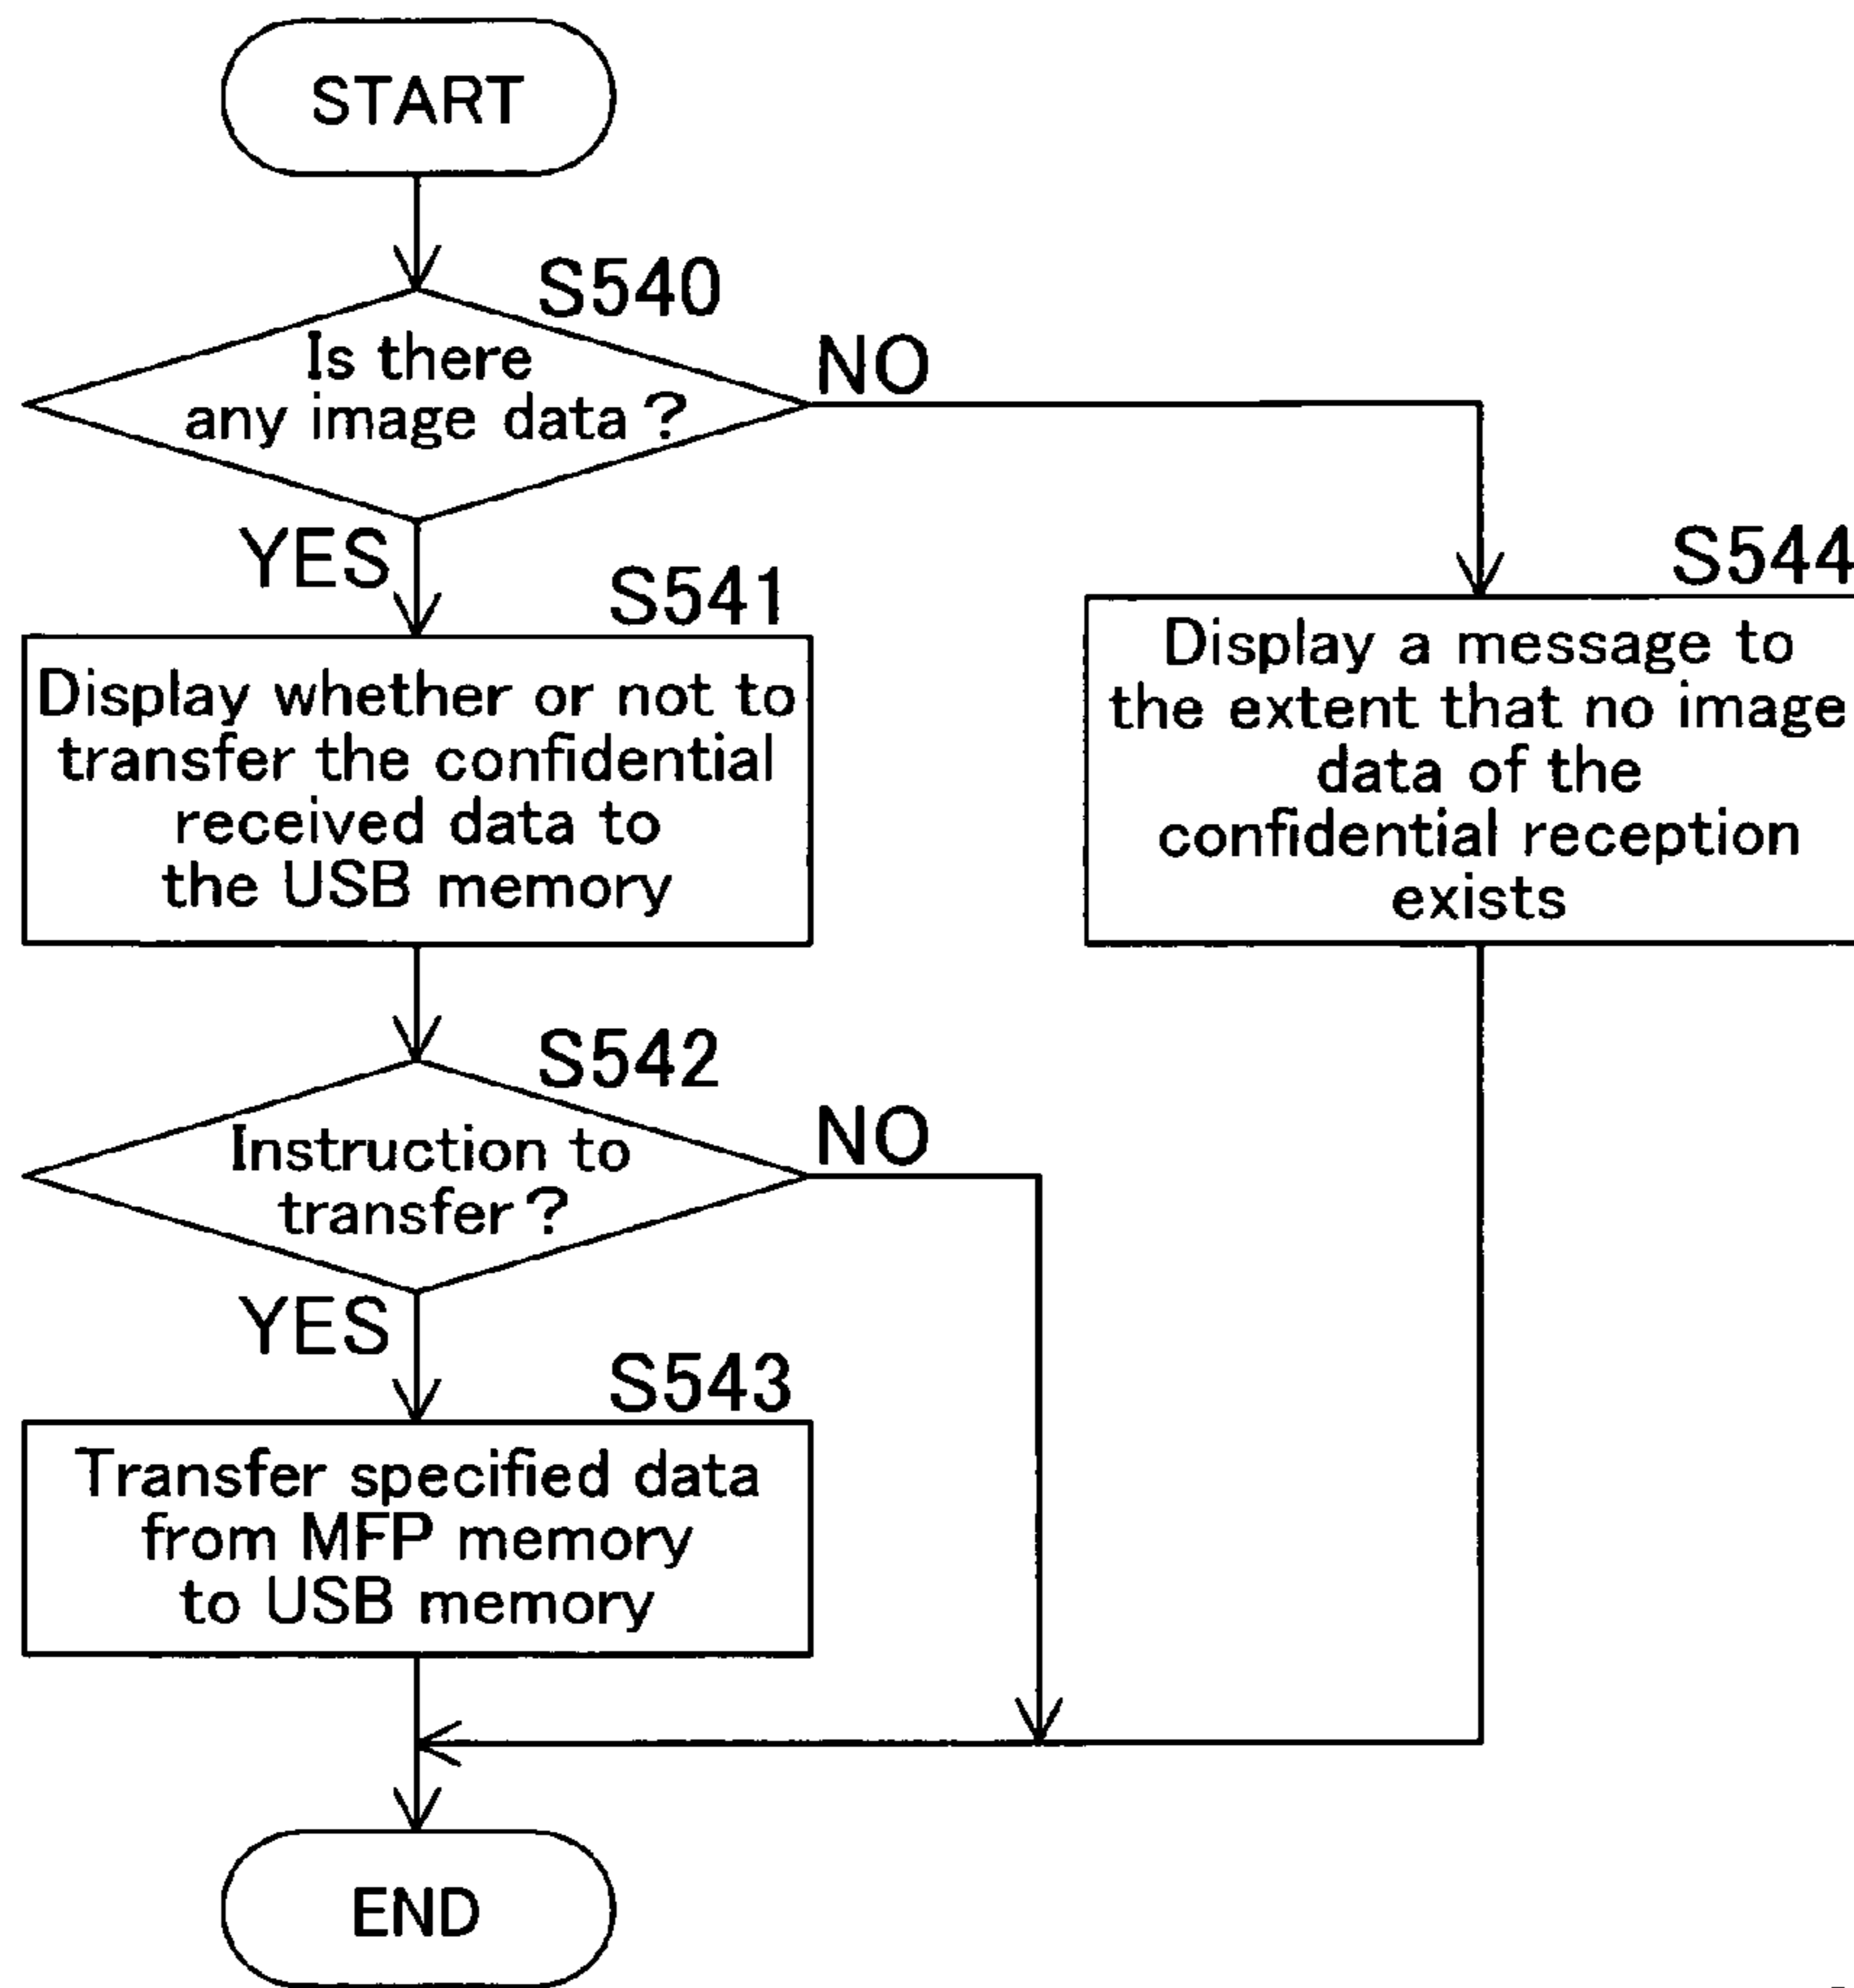 START
S540
Is there
any image data?
NO
YES
S541
Display whether or not to
transfer the confidential
received data to
the USB memory
S544
Display a message to
the extent that no image
data of the
confidential reception
exists
S542
Instruction to
transfer?
NO
YES
S543
Transfer specified data
from MFP memory
to USB memory
END